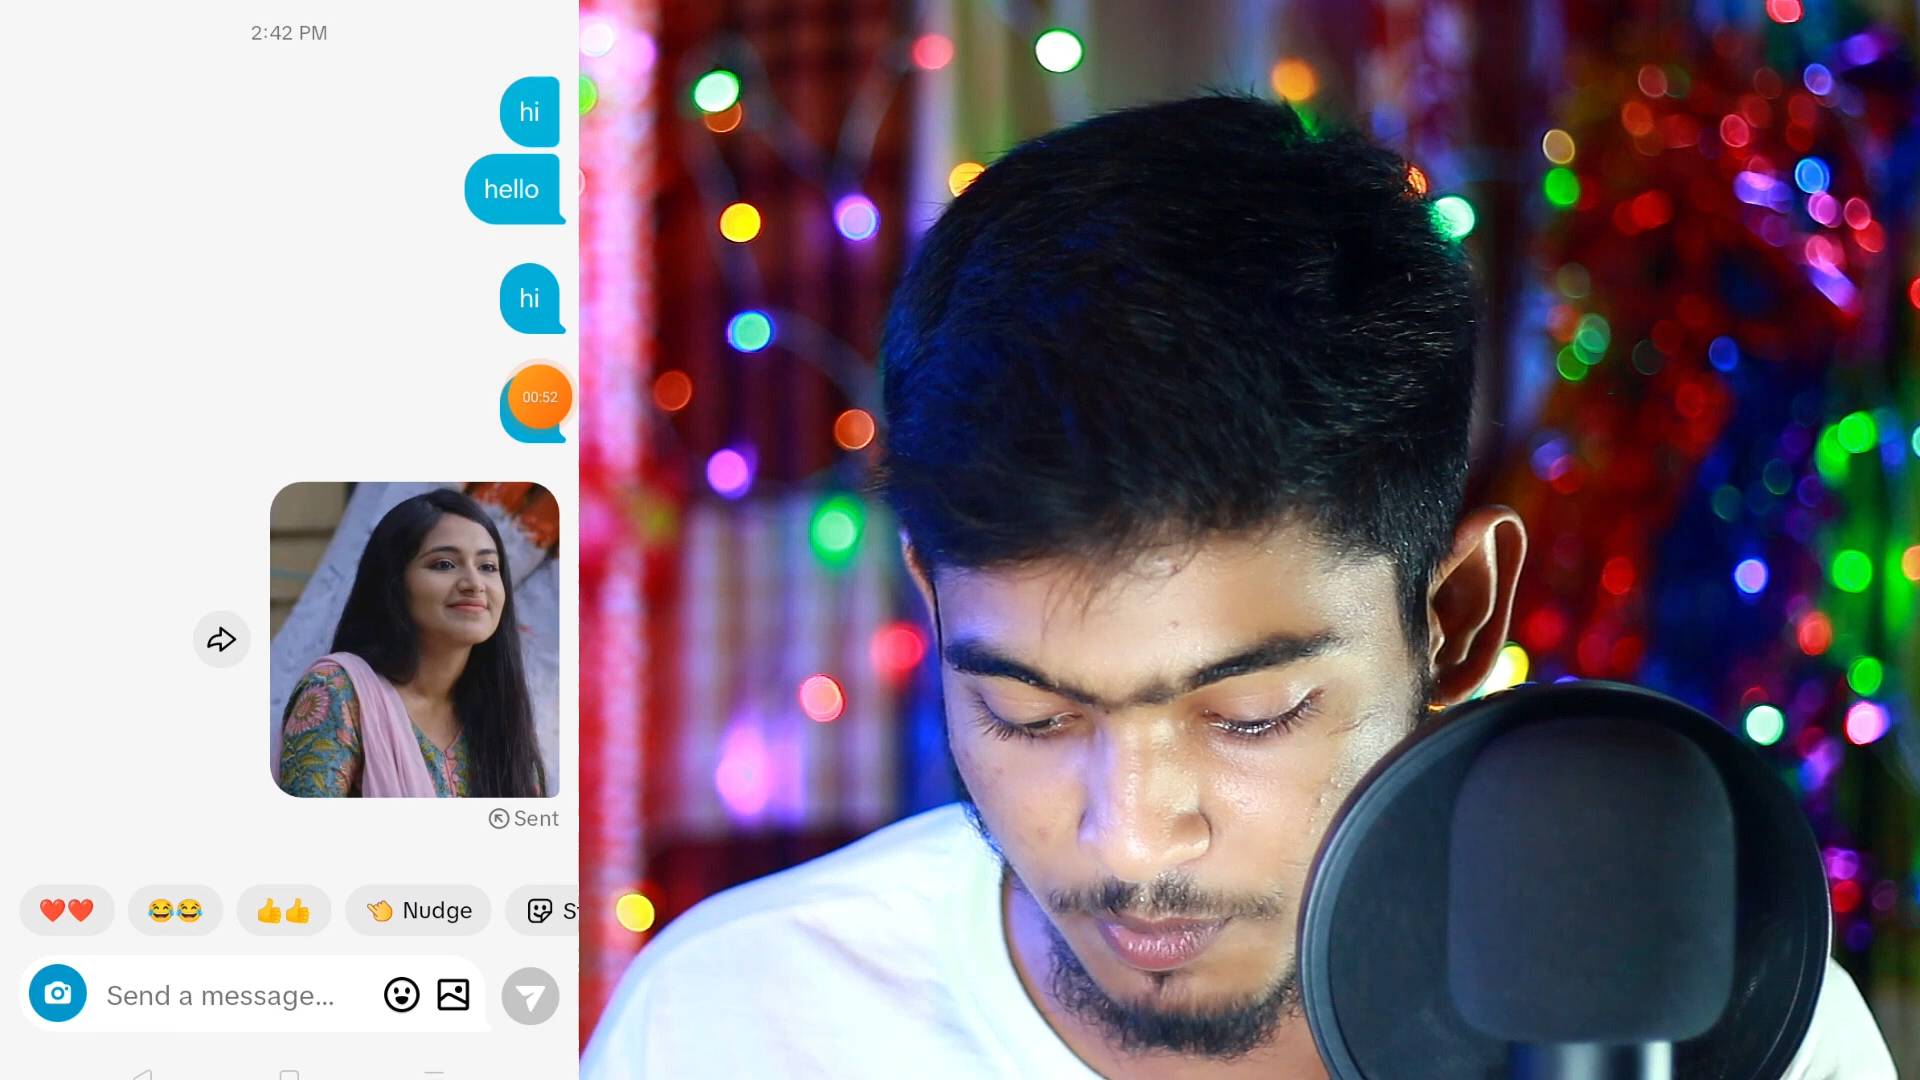 2:42 PM
hi
hello
hi
00:52
Sent
❤️❤️
😂😂
👍👍
Nudge
Send a message...